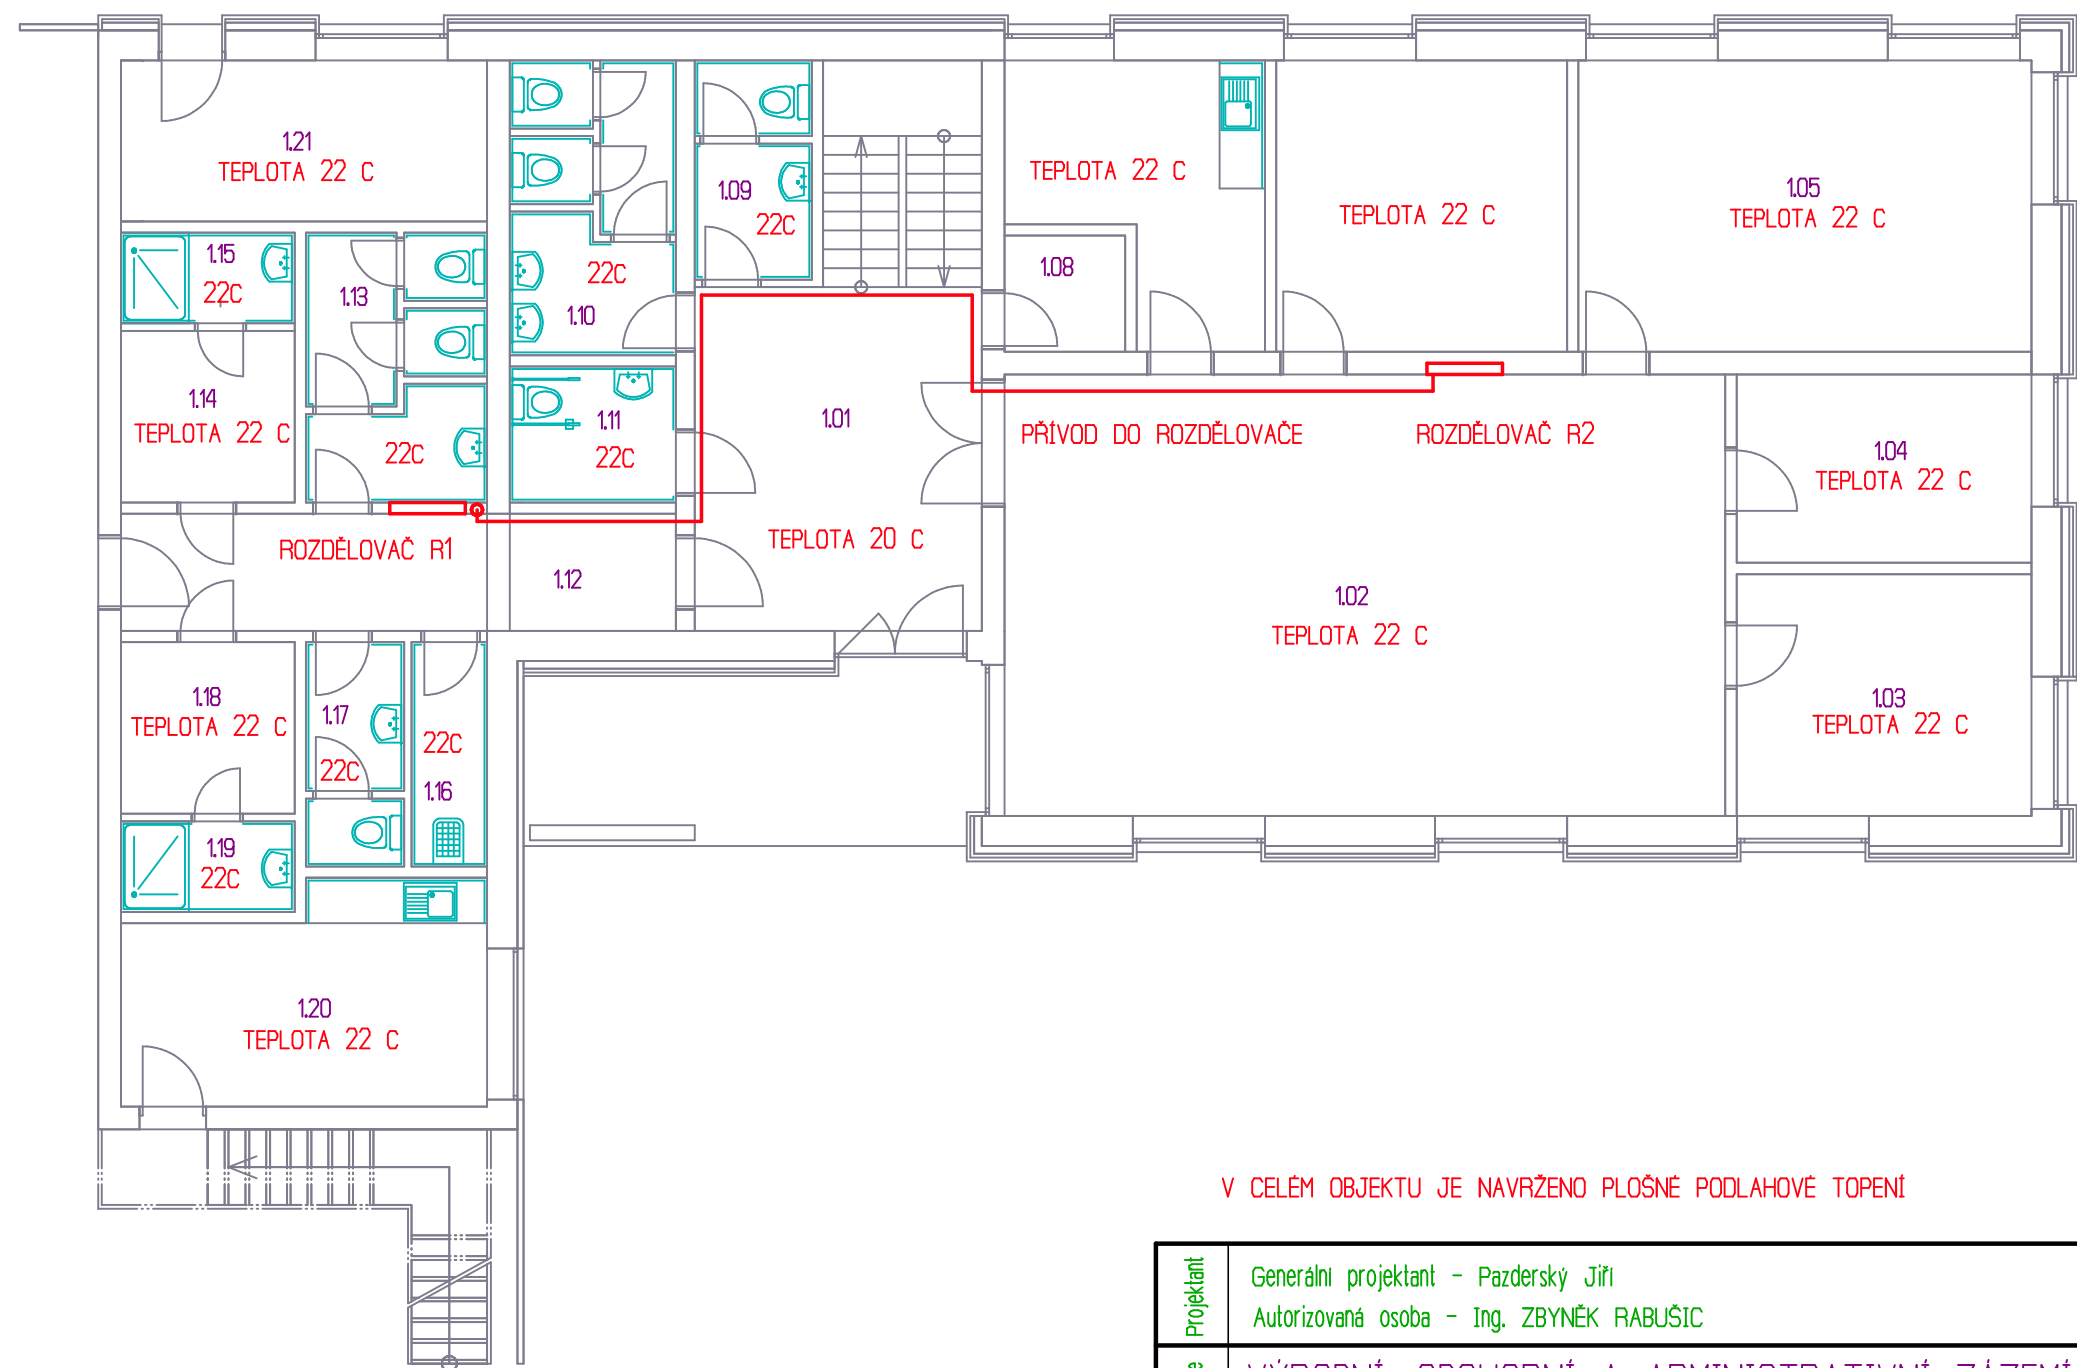 1.21
TEPLOTA 22 C
1.15
22C
1.13
1.14
TEPLOTA 22 C
22C
ROZDĚLOVAČ R1
1.10
22C
1.11
22C
1.09
22C
1.01
TEPLOTA 20 C
1.12
TEPLOTA 22 C
1.08
TEPLOTA 22 C
1.05
TEPLOTA 22 C
PŘÍVOD DO ROZDĚLOVAČE
ROZDĚLOVAČ R2
1.04
TEPLOTA 22 C
1.02
TEPLOTA 22 C
1.03
TEPLOTA 22 C
1.18
TEPLOTA 22 C
1.17
22C
22C
1.16
1.19
22C
1.20
TEPLOTA 22 C
V CELÉM OBJEKTU JE NAVRŽENO PLOŠNÉ PODLAHOVÉ TOPENÍ
Projektant
Generální projektant - Pazderský Jiří
Autorizovaná osoba - Ing. ZBYNĚK RABUŠIC